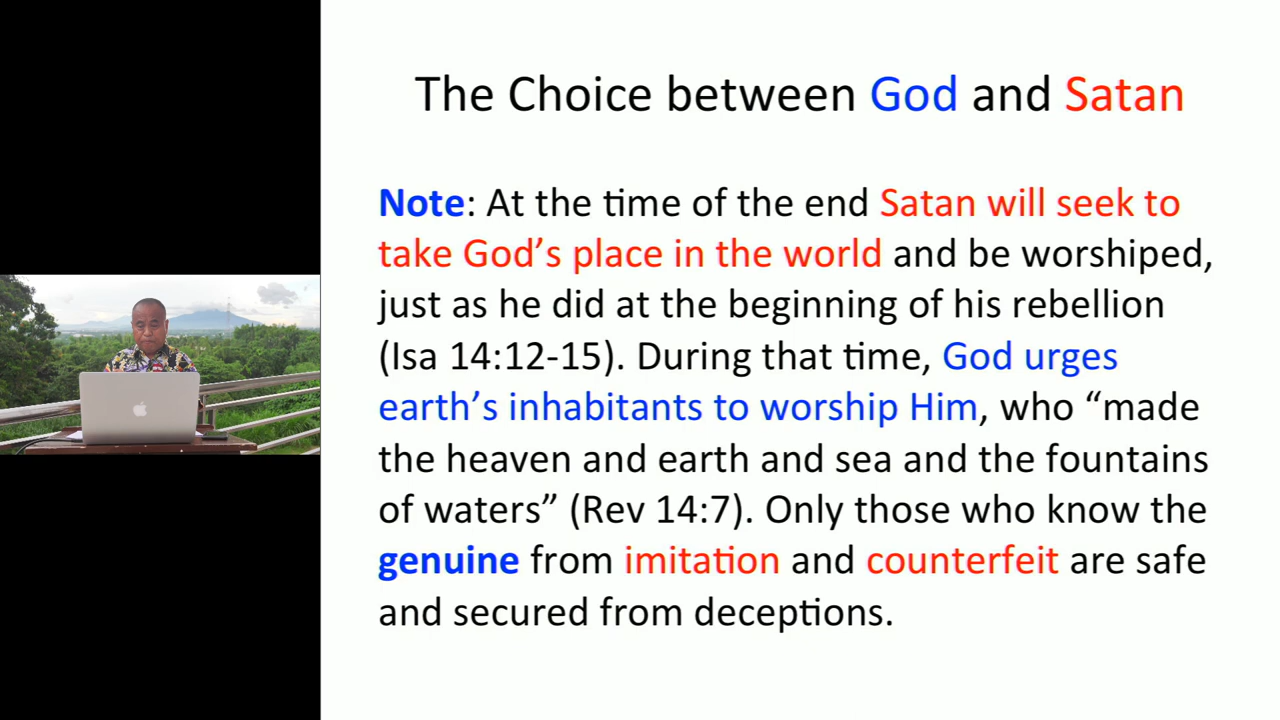 The Choice between God and Satan
Note: At the time of the end Satan will seek to
take God’s place in the world and be worshiped,
just as he did at the beginning of his rebellion
(Isa 14:12-15). During that time, God urges
earth’s inhabitants to worship Him, who “made
the heaven and earth and sea and the fountains
of waters” (Rev 14:7). Only those who know the
genuine from imitation and counterfeit are safe
and secured from deceptions.